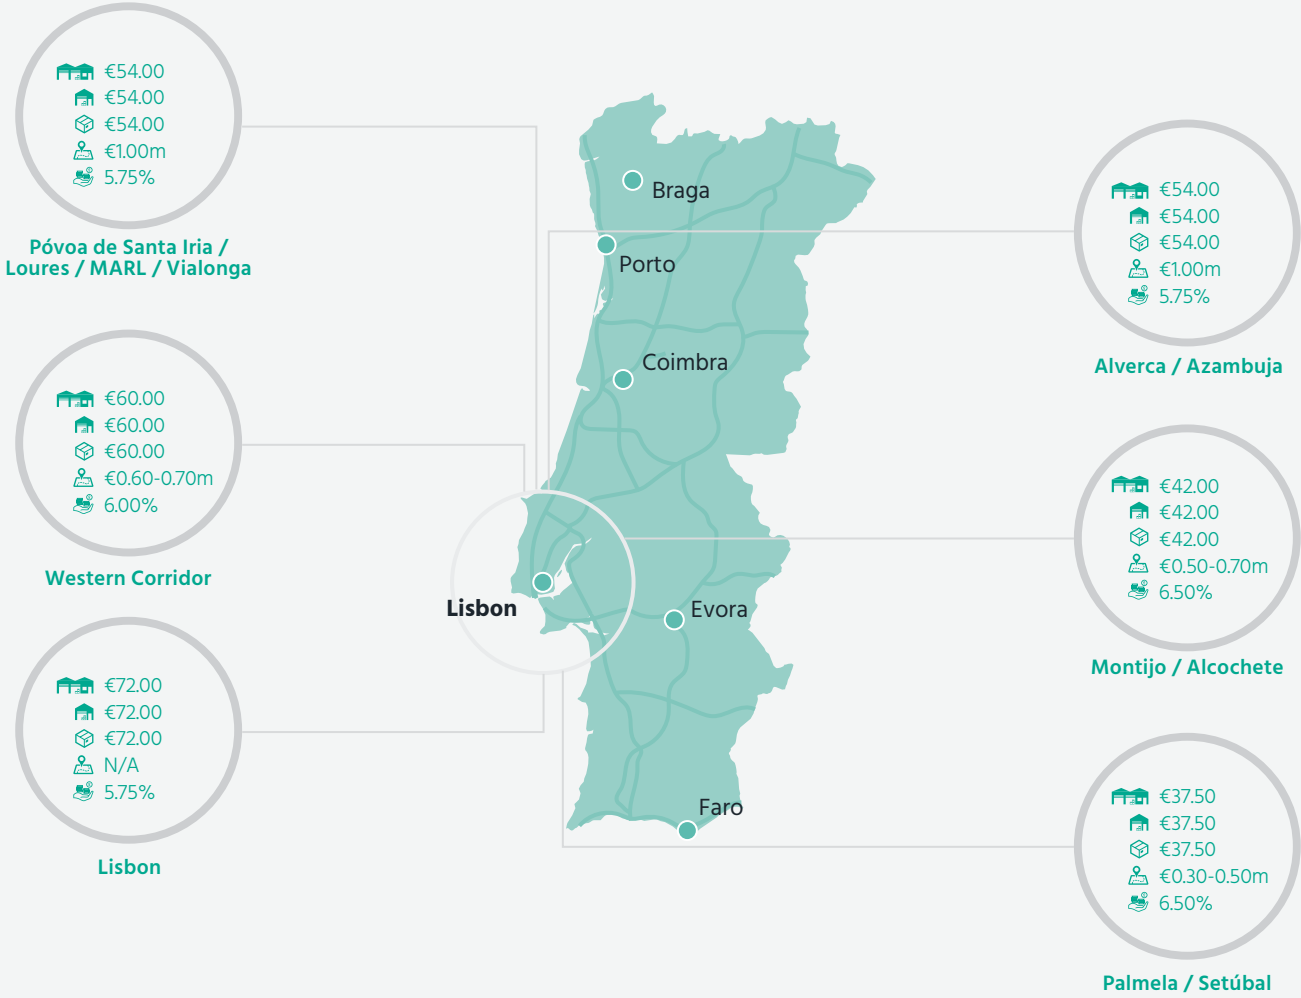 €54.00
€54.00
€54.00
€1.00m
5.75%
Póvoa de Santa Iria /
Loures / MARL / Vialonga
€60.00
€60.00
€60.00
€0.60-0.70m
6.00%
Western Corridor
€72.00
€72.00
€72.00
N/A
5.75%
Lisbon
Braga
Porto
Coimbra
Lisbon
Evora
Faro
€54.00
€54.00
€54.00
€1.00m
5.75%
Alverca / Azambuja
€42.00
€42.00
€42.00
€0.50-0.70m
6.50%
Montijo / Alcochete
€37.50
€37.50
€37.50
€0.30-0.50m
6.50%
Palmela / Setúbal